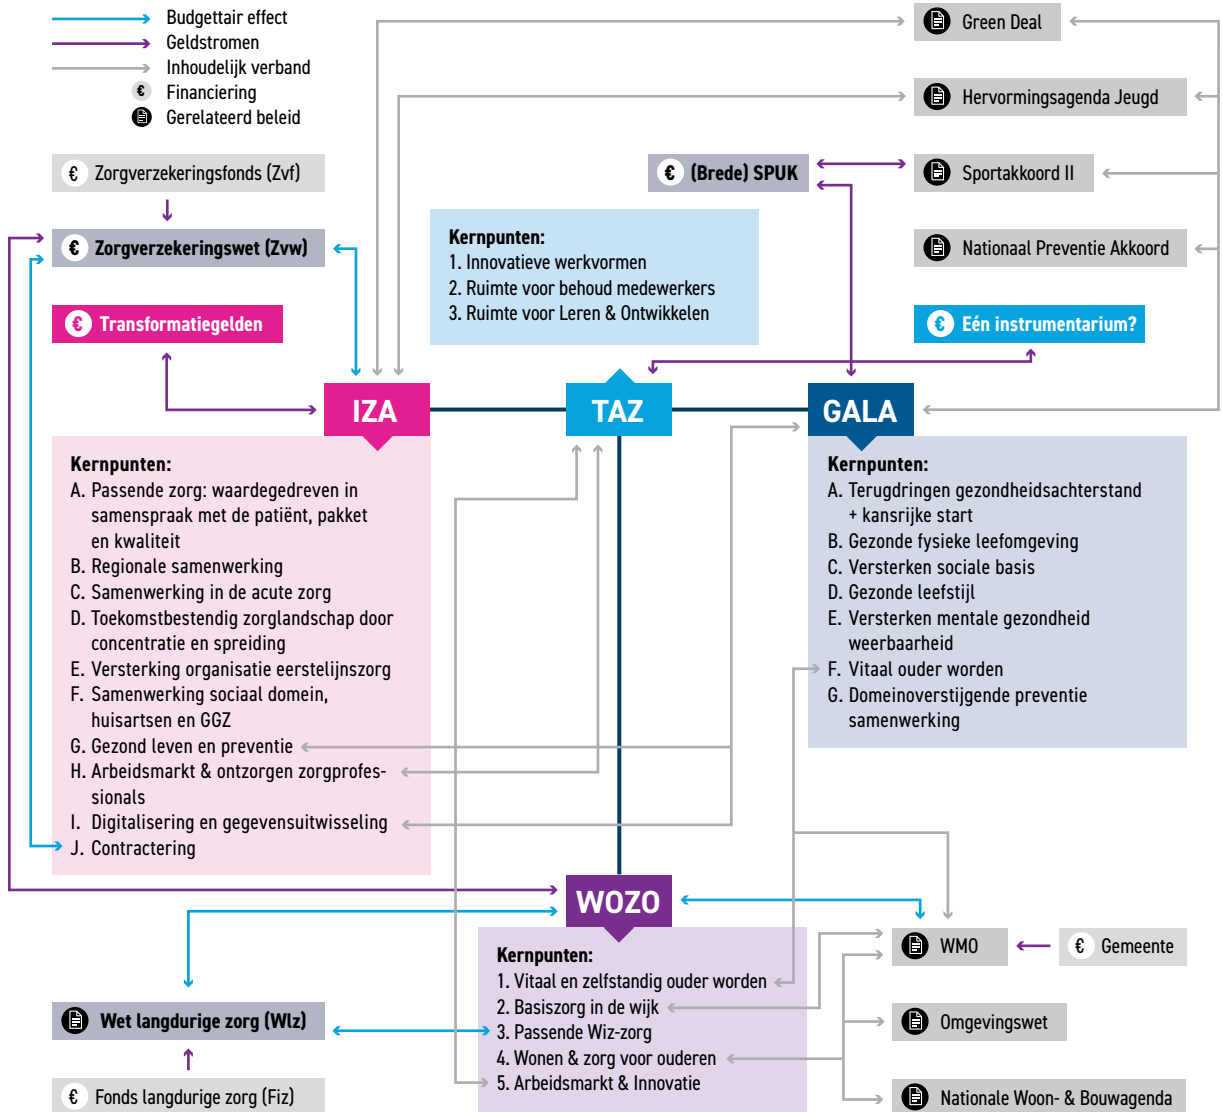 Budgettair effect
Geldstromen
Inhoudelijk verband
€ Financiering
Gerelateerd beleid
€ Zorgverzekeringsfonds (Zvf)
€ Zorgverzekeringswet (Zvw)
€ Transformatiegelden
€ (Brede) SPUK
Green Deal
Hervormingsagenda Jeugd
Sportakkoord II
Nationaal Preventie Akkoord
€ Eén instrumentarium?
Kernpunten:
1. Innovatieve werkvormen
2. Ruimte voor behoud medewerkers
3. Ruimte voor Leren & Ontwikkelen
IZA
TAZ
GALA
Kernpunten:
A. Passende zorg: waardegedreven in
samenspraak met de patiënt, pakket
en kwaliteit
B. Regionale samenwerking
C. Samenwerking in de acute zorg
D. Toekomstbestendig zorglandschap door
concentratie en spreiding
E. Versterking organisatie eerstelijnszorg
F. Samenwerking sociaal domein,
huisartsen en GGZ
G. Gezond leven en preventie
H. Arbeidsmarkt & ontzorgen zorgprofes-
sionals
I. Digitalisering en gegevensuitwisseling
J. Contractering
Kernpunten:
A. Terugdringen gezondheidsachterstand
+ kansrijke start
B. Gezonde fysieke leefomgeving
C. Versterken sociale basis
D. Gezonde leefstijl
E. Versterken mentale gezondheid
weerbaarheid
F. Vitaal ouder worden
G. Domeinoverstijgende preventie
samenwerking
WOZO
Kernpunten:
1. Vitaal en zelfstandig ouder worden
2. Basiszorg in de wijk
3. Passende Wiz-zorg
4. Wonen & zorg voor ouderen
5. Arbeidsmarkt & Innovatie
Wet langdurige zorg (Wlz)
€ Fonds langdurige zorg (Fiz)
WMO
€ Gemeente
Omgevingswet
Nationale Woon- & Bouwagenda